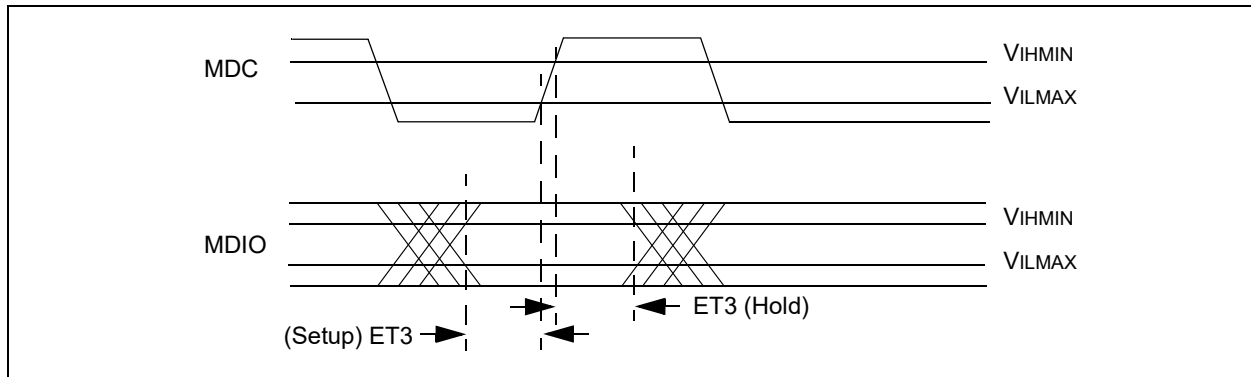 MDC
VIHMIN
VILMAX
MDIO
VIHMIN
VILMAX
ET3 (Hold)
(Setup) ET3